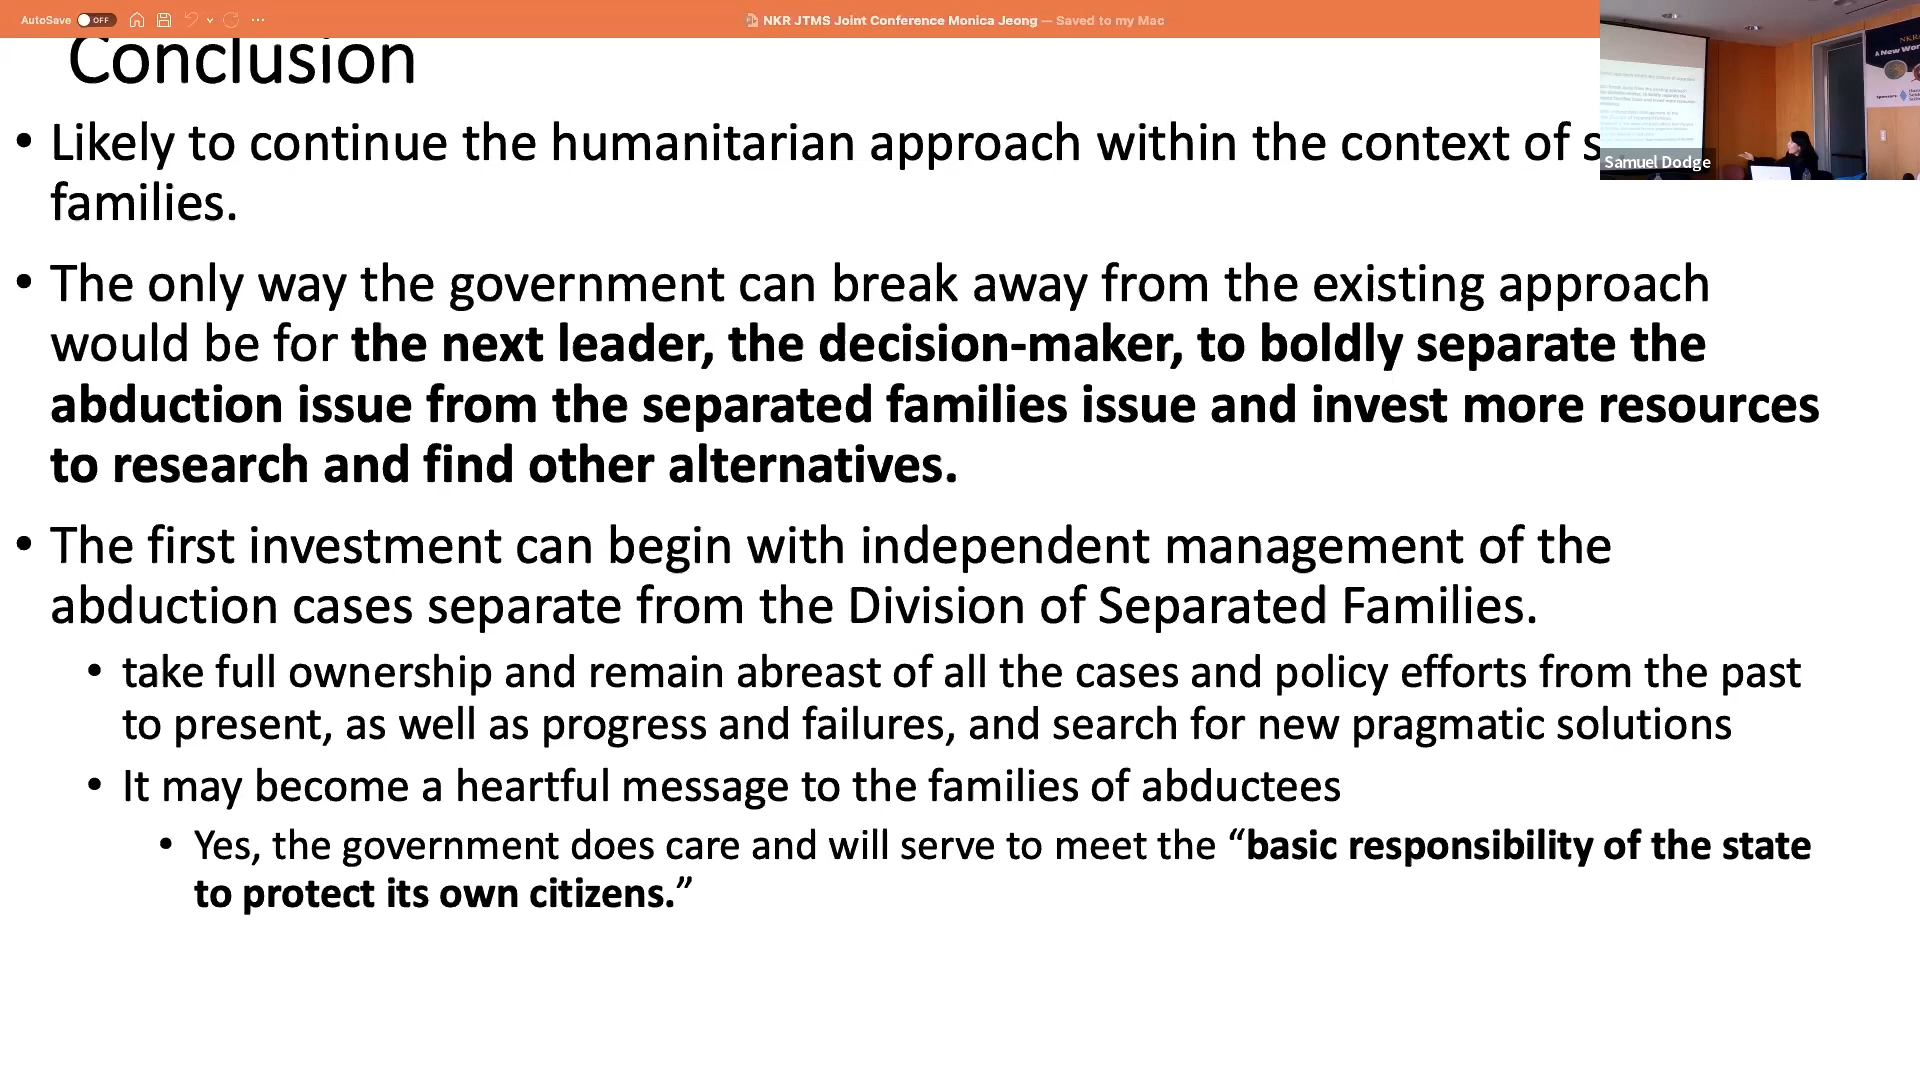 AutoSave OFF
NKR JTMS Joint Conference Monica Jeong — Saved to my Mac
Conclusion
• Likely to continue the humanitarian approach within the context of s
families.
• The only way the government can break away from the existing approach
would be for the next leader, the decision-maker, to boldly separate the
abduction issue from the separated families issue and invest more resources
to research and find other alternatives.
• The first investment can begin with independent management of the
abduction cases separate from the Division of Separated Families.
• take full ownership and remain abreast of all the cases and policy efforts from the past
to present, as well as progress and failures, and search for new pragmatic solutions
• It may become a heartful message to the families of abductees
• Yes, the government does care and will serve to meet the “basic responsibility of the state
to protect its own citizens.”
NKR
A New Wor
Samuel Dodge